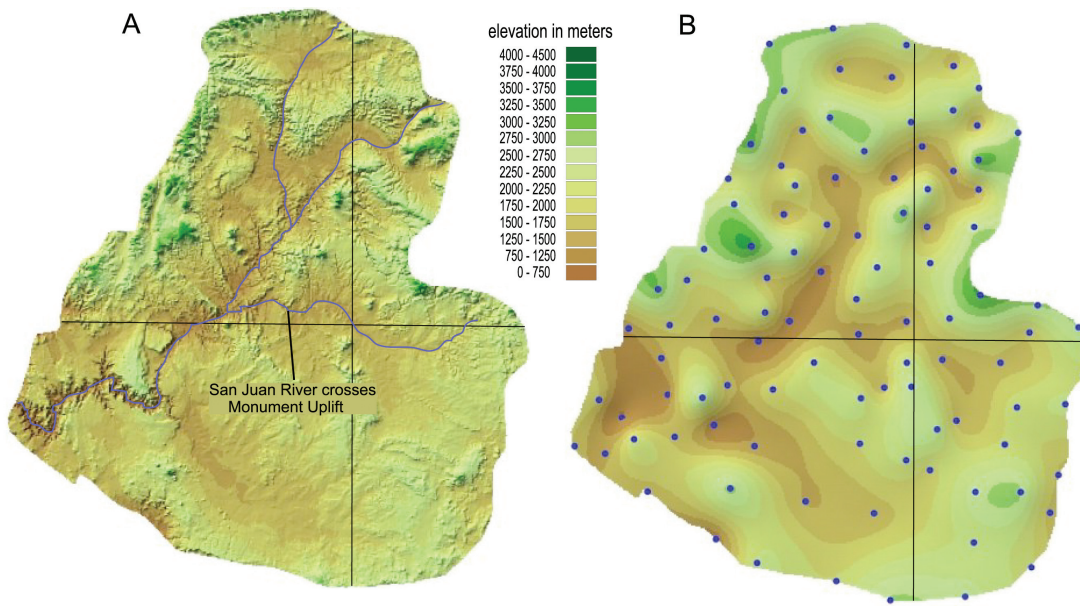 A
elevation in meters
4000 - 4500
3750 - 4000
3500 - 3750
3250 - 3500
3000 - 3250
2750 - 3000
2500 - 2750
2250 - 2500
2000 - 2250
1750 - 2000
1500 - 1750
1250 - 1500
750 - 1250
0 - 750
B
San Juan River crosses
Monument Uplift